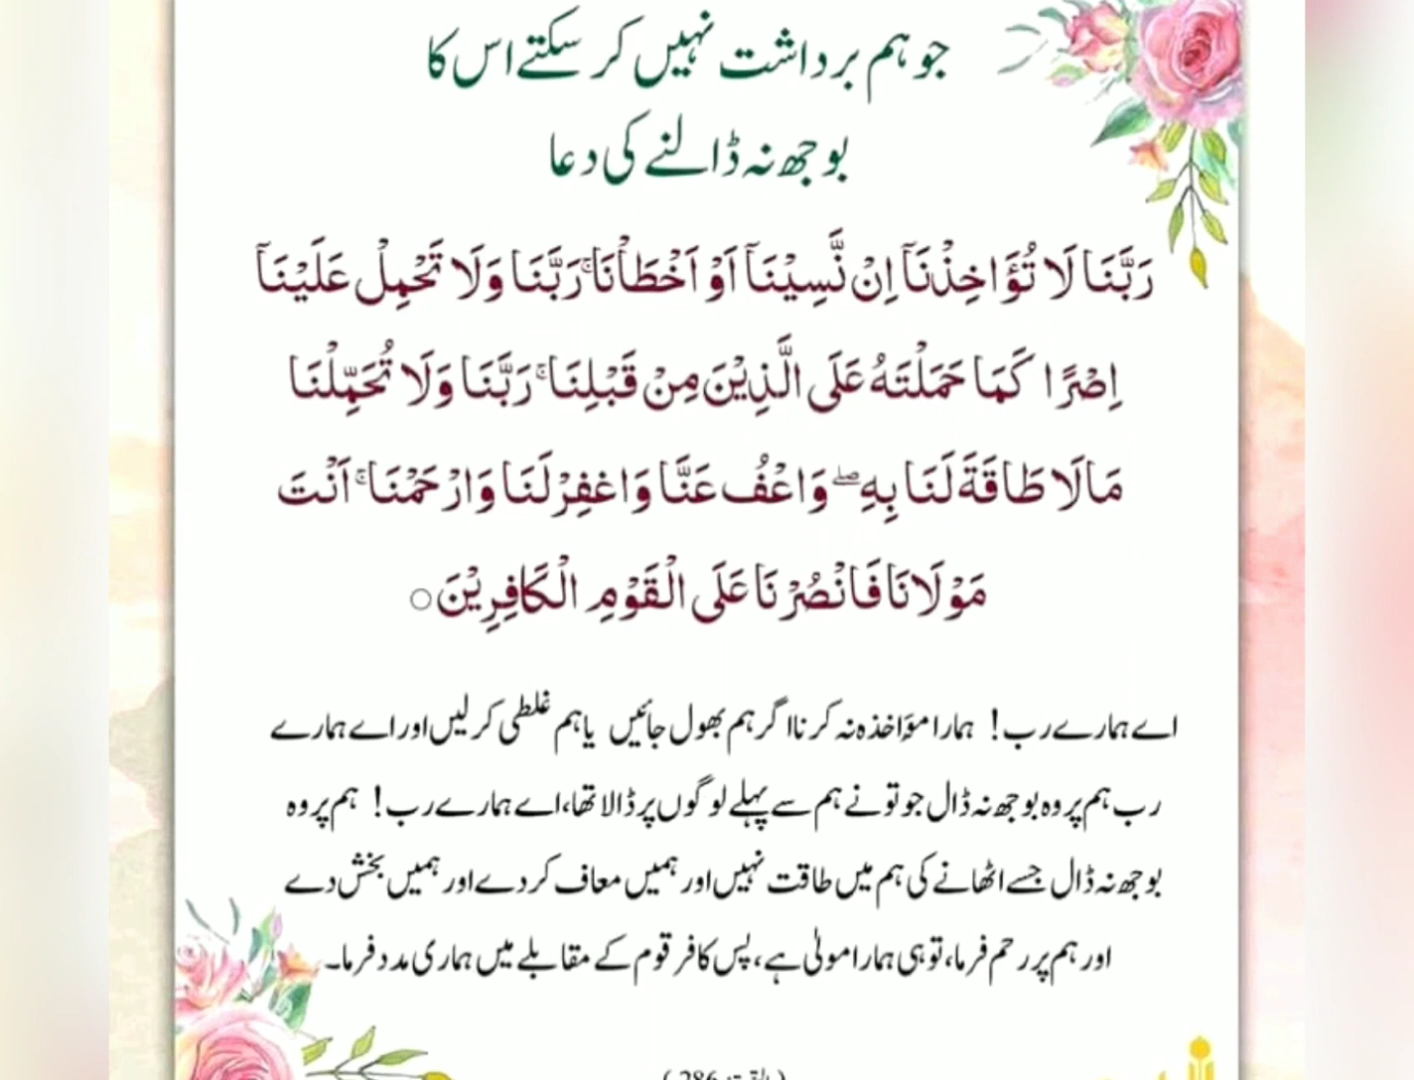 جو ہم برداشت نہیں کر سکتے اس کا
بوجھ نہ ڈالنے کی دعا
رَبَّنَا لَا تُؤَاخِذْنَآ اِنْ نَّسِيْنَآ اَوْ اَخْطَاْنَا ۚ رَبَّنَا وَلَا تَحْمِلْ عَلَيْنَآ
اِصْرًا كَمَا حَمَلْتَهٗ عَلَى الَّذِيْنَ مِنْ قَبْلِنَا ۚ رَبَّنَا وَلَا تُحَمِّلْنَا
مَا لَا طَاقَةَ لَنَا بِهٖ ۖ وَاعْفُ عَنَّا وَاغْفِرْ لَنَا وَارْحَمْنَا ۚ اَنْتَ
مَوْلَانَا فَانْصُرْنَا عَلَى الْقَوْمِ الْكَافِرِيْنَ ○
اے ہمارے رب! ہمارا مؤاخذہ نہ کرنا اگر ہم بھول جائیں یا ہم غلطی کر لیں اور اے ہمارے
رب ہم پر وہ بوجھ نہ ڈال جو تو نے ہم سے پہلے لوگوں پر ڈالا تھا، اے ہمارے رب! ہم پر وہ
بوجھ نہ ڈال جسے اٹھانے کی ہم میں طاقت نہیں اور ہمیں معاف کر دے اور ہمیں بخش دے
اور ہم پر رحم فرما، تو ہی ہمارا مولٰی ہے، پس کافر قوم کے مقابلے میں ہماری مدد فرما۔